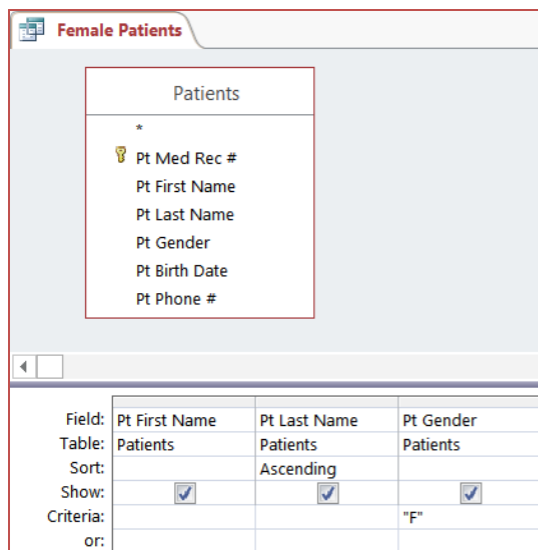 Female Patients
Patients
*
Pt Med Rec #
Pt First Name
Pt Last Name
Pt Gender
Pt Birth Date
Pt Phone #
Field: Pt First Name Pt Last Name Pt Gender
Table: Patients Patients Patients
Sort: Ascending
Show:
Criteria: "F"
or: